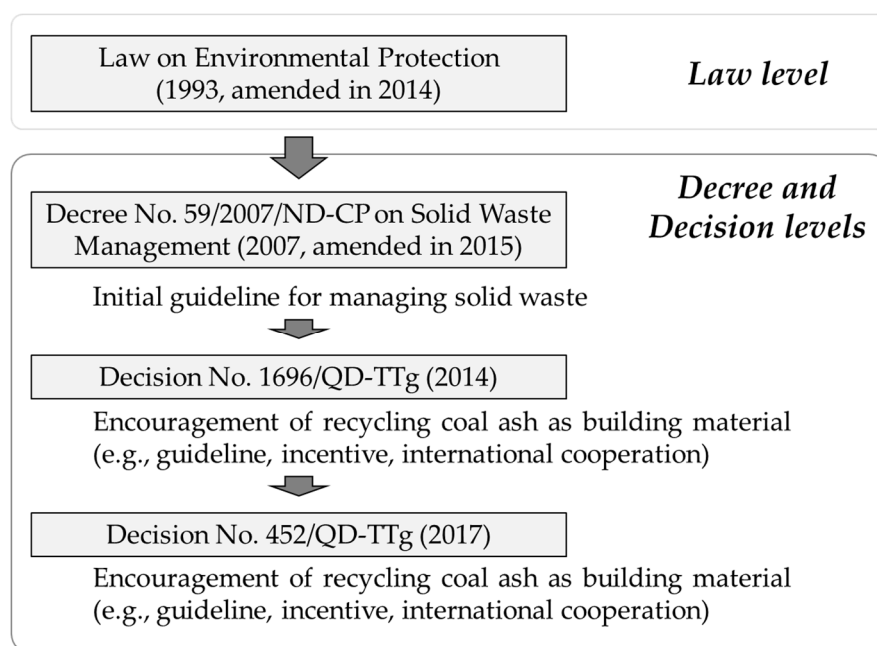 Law on Environmental Protection
(1993, amended in 2014)
Law level
Decree No. 59/2007/ND-CP on Solid Waste
Management (2007, amended in 2015)
Decree and
Decision levels
Initial guideline for managing solid waste
Decision No. 1696/QD-TTg (2014)
Encouragement of recycling coal ash as building material
(e.g., guideline, incentive, international cooperation)
Decision No. 452/QD-TTg (2017)
Encouragement of recycling coal ash as building material
(e.g., guideline, incentive, international cooperation)